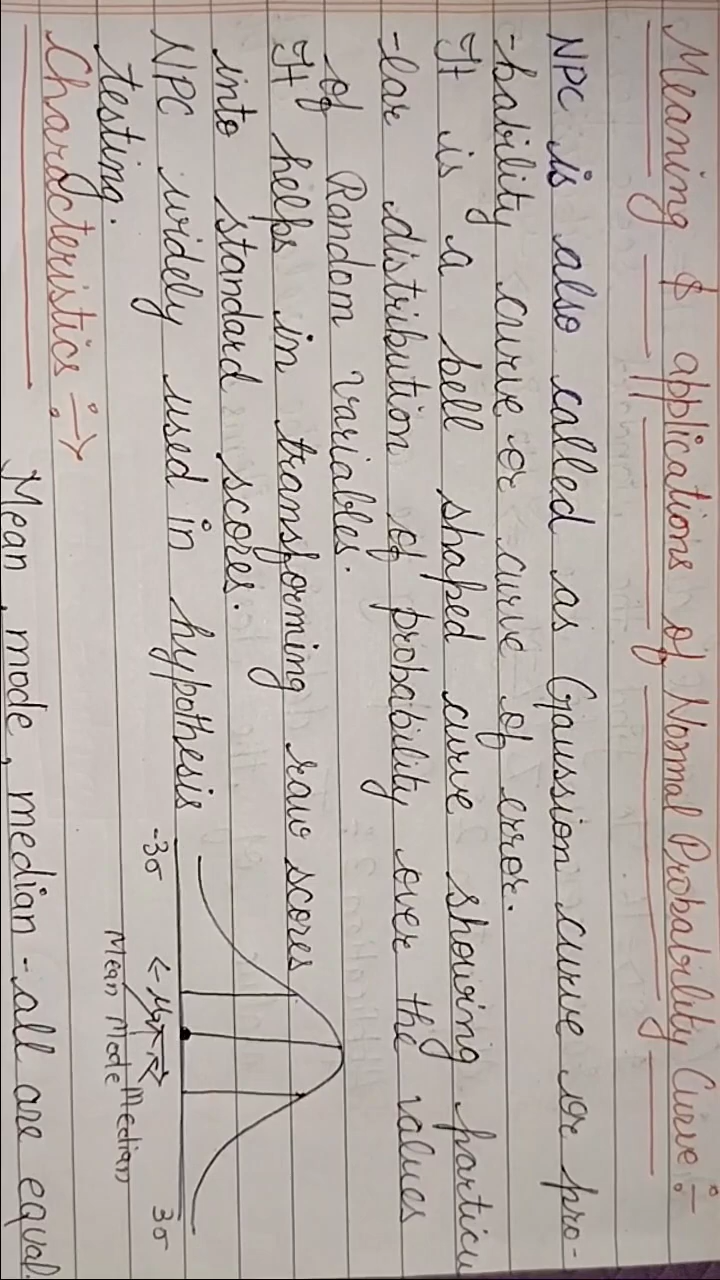 Meaning & applications of Normal Probability Curve :-
NPC is also called as Gaussion curve or pro-
-bability curve or curve of error.
It is a bell shaped curve showing particu
-lar distribution of probability over the values
of Random variables.
It helps in transforming raw scores
into standard scores.
NPC widely used in hypothesis
testing.
-3σ
3σ
Mean Mode Median
Characteristics :→
Mean, mode, median - all are equal.